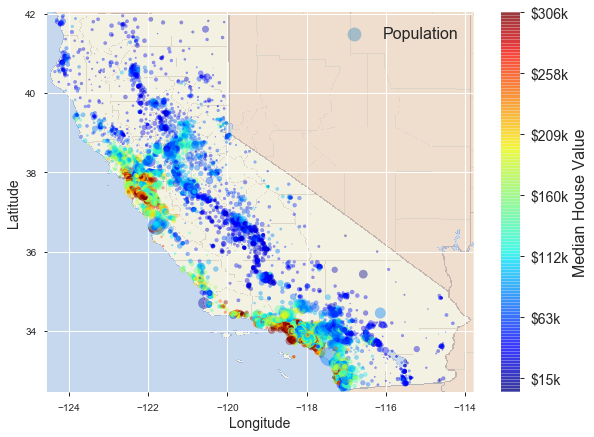 42
40
38
36
34
Latitude
−124
−122
−120
−118
−116
−114
Longitude
Population
$306k
$258k
$209k
$160k
$112k
$63k
$15k
Median House Value